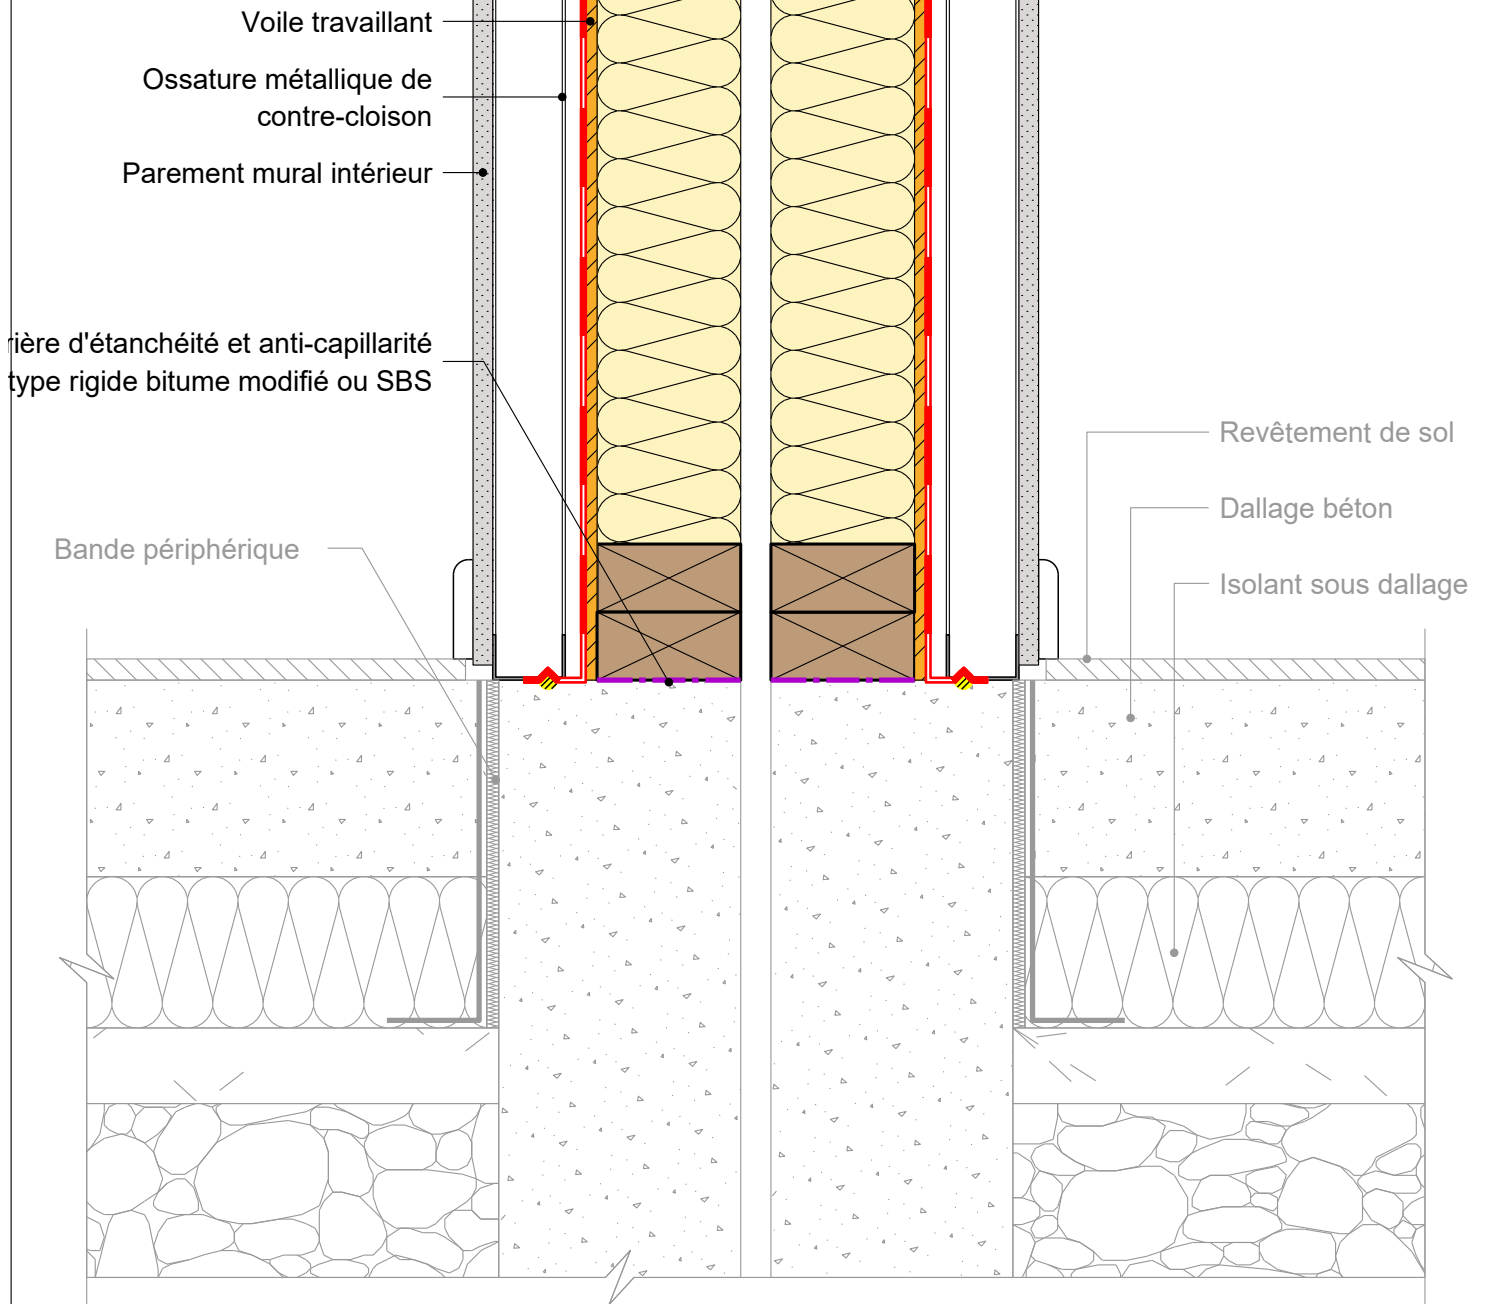 Voile travaillant
Ossature métallique de
contre-cloison
Parement mural intérieur
d'étanchéité et anti-capillarité
type rigide bitume modifié ou SBS
Revêtement de sol
Dallage béton
Bande périphérique
Isolant sous dallage